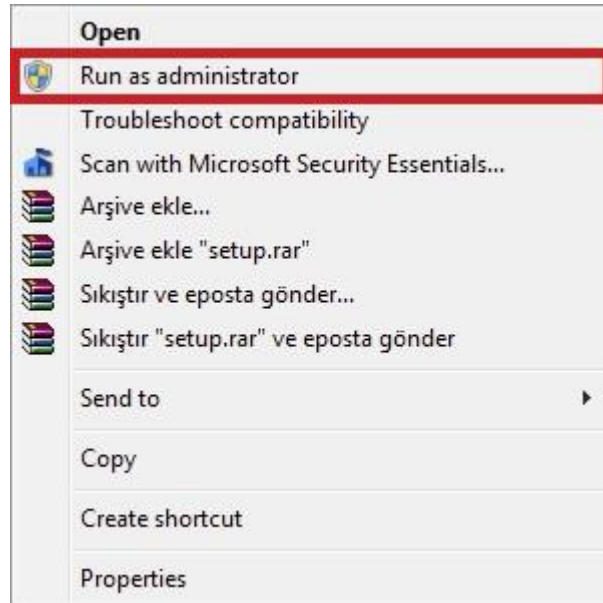 Open
Run as administrator
Troubleshoot compatibility
Scan with Microsoft Security Essentials...
Arşive ekle...
Arşive ekle "setup.rar"
Sıkıştır ve eposta gönder...
Sıkıştır "setup.rar" ve eposta gönder
Send to
Copy
Create shortcut
Properties